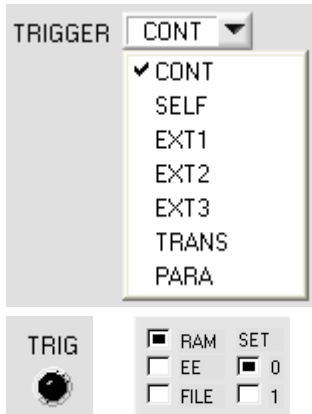 TRIGGER CONT
CONT
SELF
EXT1
EXT2
EXT3
TRANS
PARA
TRIG
RAM SET
EE 0
FILE 1